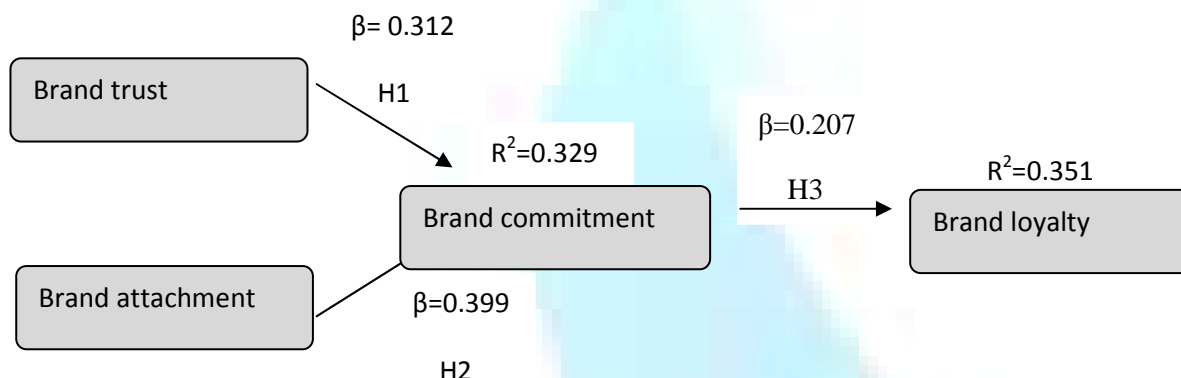 β= 0.312
Brand trust
H1
β=0.207
R²=0.329
R²=0.351
H3
Brand commitment
Brand loyalty
Brand attachment
β=0.399
H2